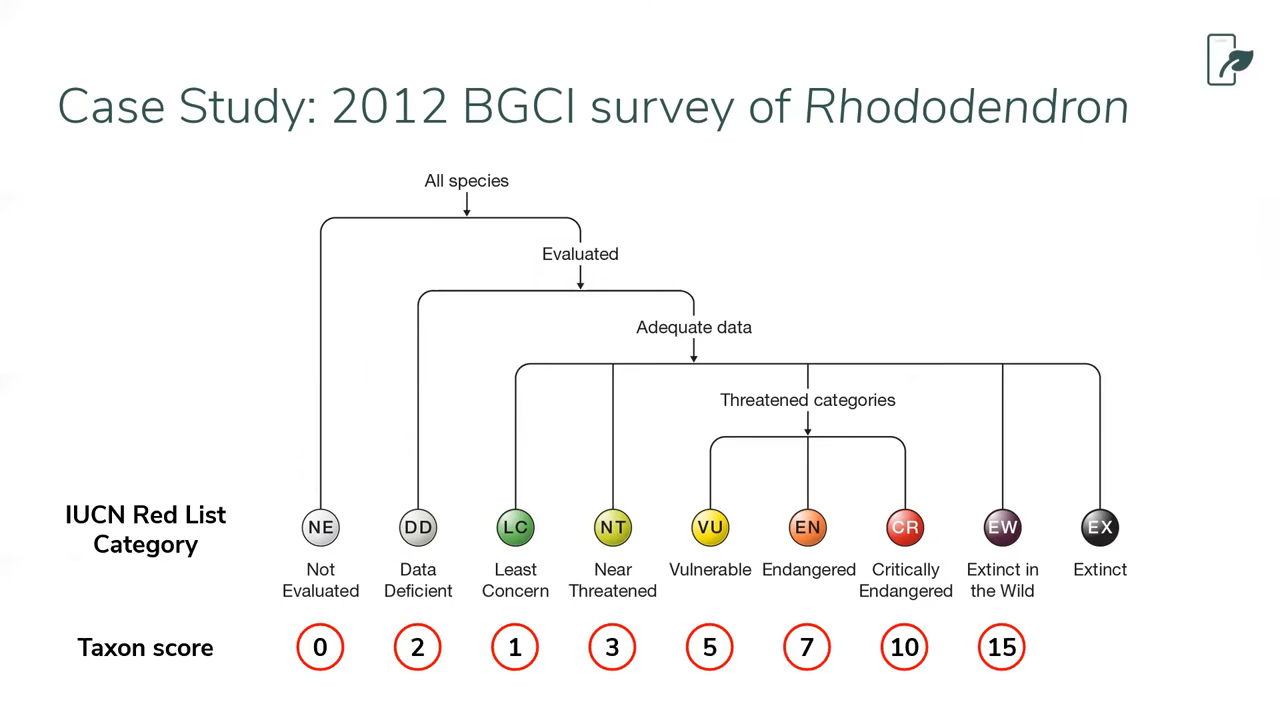 Case Study: 2012 BGCI survey of Rhododendron
All species
Evaluated
Adequate data
Threatened categories
IUCN Red List
Category
NE DD LC NT VU EN CR EW EX
Not Data Least Near Vulnerable Endangered Critically Extinct in Extinct
Evaluated Deficient Concern Threatened Endangered the Wild
Taxon score 0 2 1 3 5 7 10 15